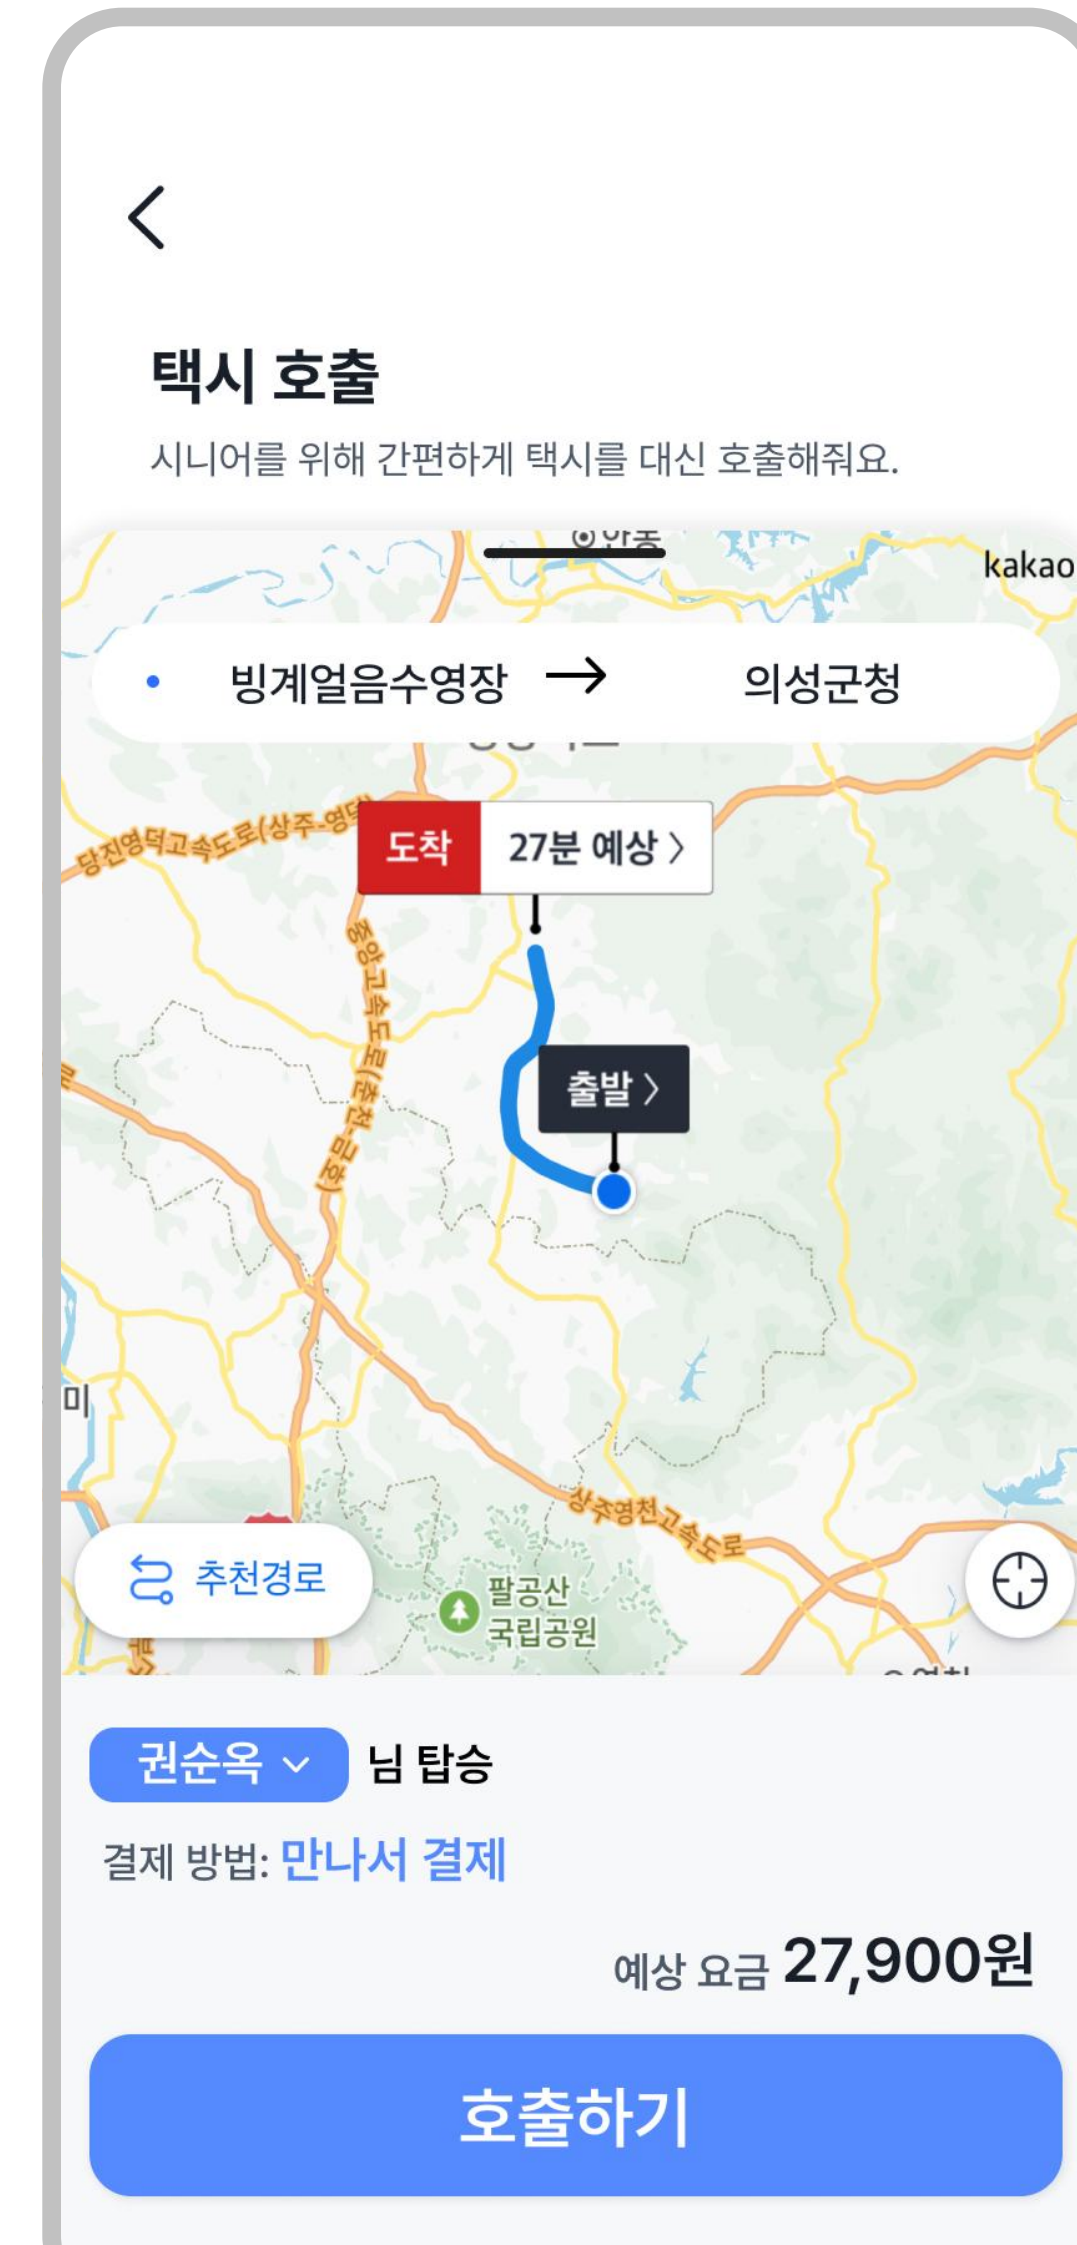 택시 호출
시니어를 위해 간편하게 택시를 대신 호출해줘요.
kakao
빙계얼음수영장 → 의성군청
당진영덕고속도로(상주-영덕)
도착 27분 예상 >
중앙고속도로(춘천-금호)
출발 >
미
상주영천고속도로
추천경로
팔공산
국립공원
권순옥 님 탑승
결제 방법: 만나서 결제
예상 요금 27,900원
호출하기